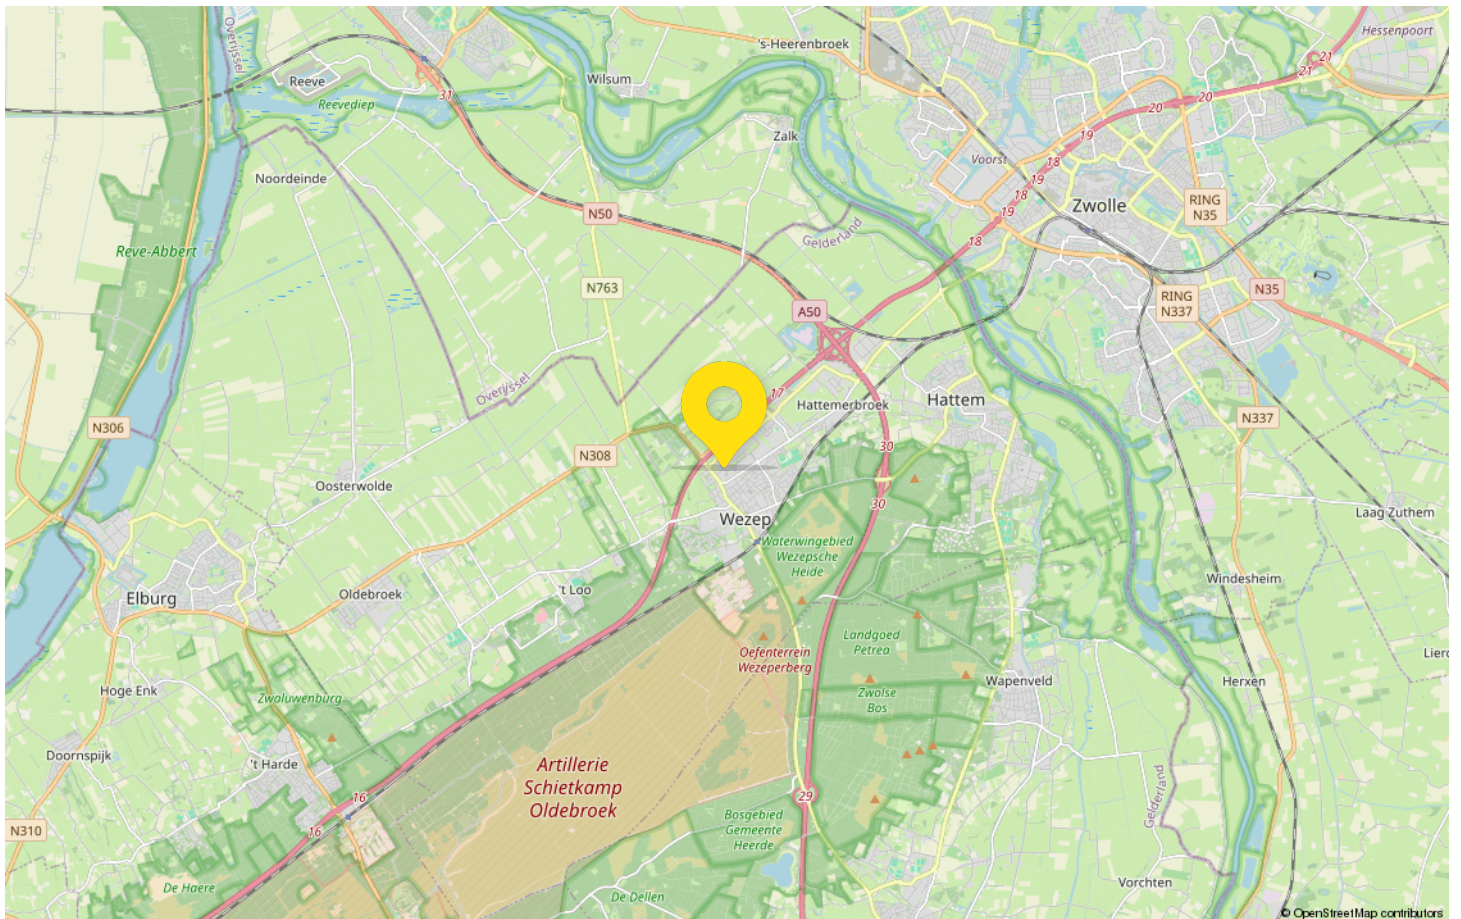 Overijssel
Hessenpoort
's-Heerenbroek
21
21
Reeve
Wilsum
31
Reevediep
20
20
Zalk
19
Voorst
18
19
18
Noordeinde
Zwolle
RING
N35
19
N50
Gelderland
18
Reve-Abbert
N763
N35
RING
N337
A50
Overijssel
17
Hattemerbroek
Hattem
N306
N337
30
N308
Oosterwolde
30
Wezep
Laag Zuthem
Waterwingebied
Wezepsche
Heide
Windesheim
't Loo
Oldebroek
Elburg
Landgoed
Petrea
Oefenterrein
Wezeperberg
Lierd
Hoge Enk
Wapenveld
Herxen
Zwaluwenburg
Zwolse
Bos
Doornspijk
't Harde
Artillerie
Schietkamp
Oldebroek
16
29
Gelderland
N310
16
Bosgebied
Gemeente
Heerde
De Haere
De Dellen
Vorchten
© OpenStreetMap contributors